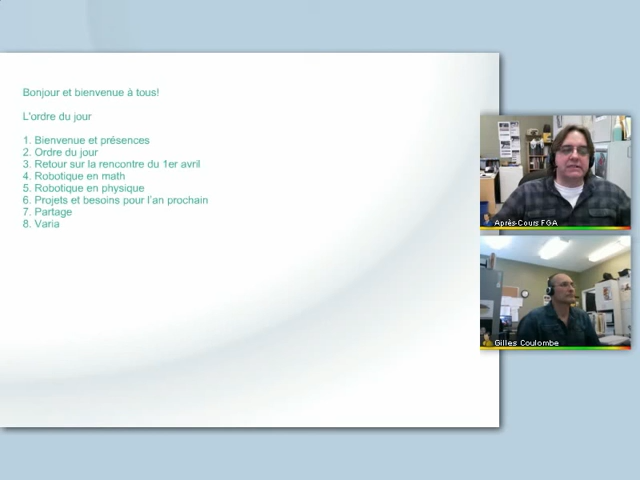 Bonjour et bienvenue à tous!
L'ordre du jour
1. Bienvenue et présences
2. Ordre du jour
3. Retour sur la rencontre du 1er avril
4. Robotique en math
5. Robotique en physique
6. Projets et besoins pour l'an prochain
7. Partage
8. Varia
Après-Cours FGA
Gilles Coulombe